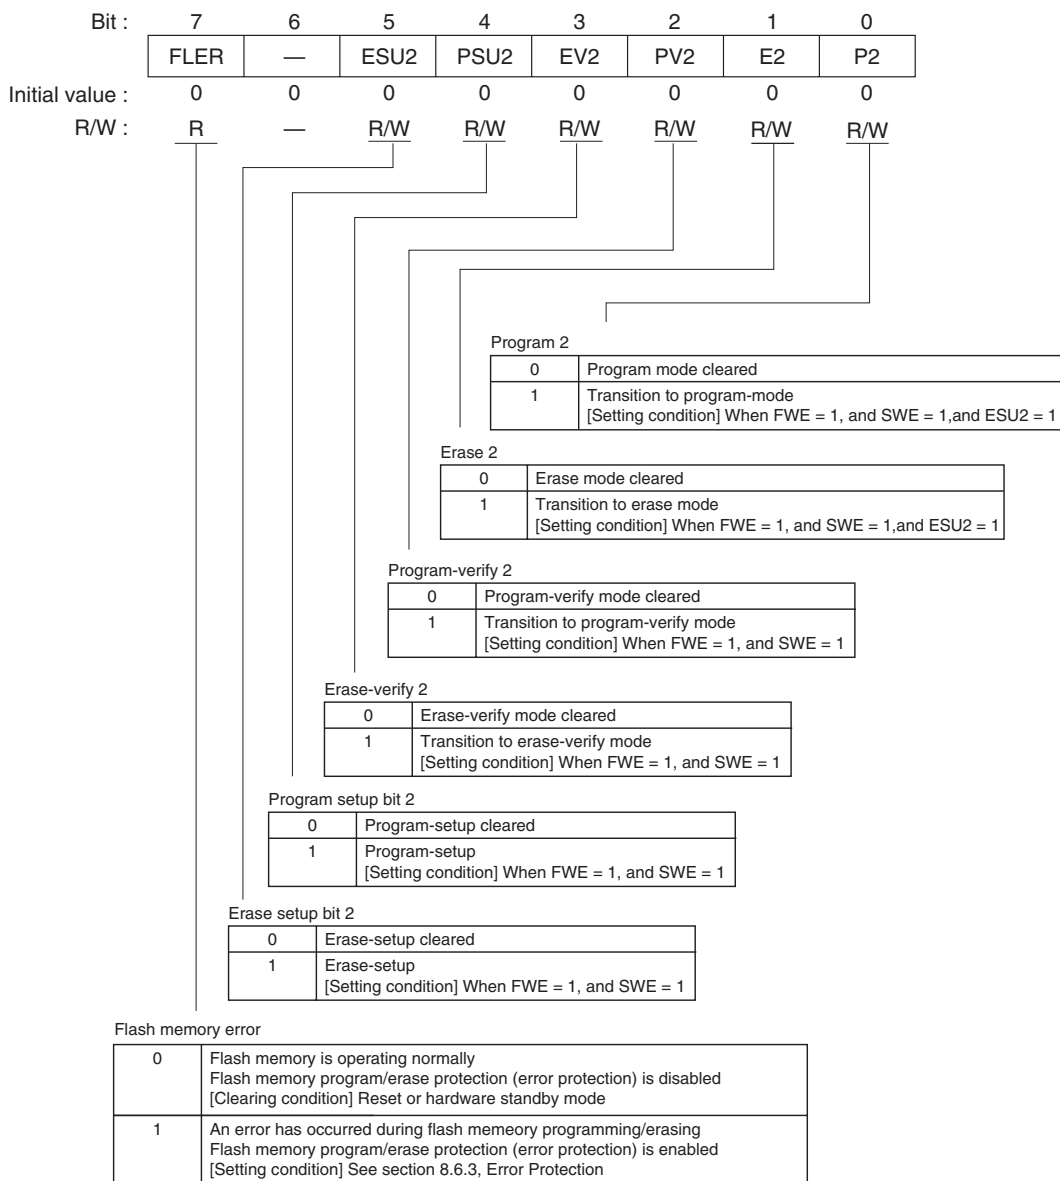 Bit : 7 6 5 4 3 2 1 0
FLER — ESU2 PSU2 EV2 PV2 E2 P2
Initial value : 0 0 0 0 0 0 0 0
R/W : R — R/W R/W R/W R/W R/W R/W
Program 2
0 Program mode cleared
1 Transition to program-mode
[Setting condition] When FWE = 1, and SWE = 1,and ESU2 = 1
Erase 2
0 Erase mode cleared
1 Transition to erase mode
[Setting condition] When FWE = 1, and SWE = 1,and ESU2 = 1
Program-verify 2
0 Program-verify mode cleared
1 Transition to program-verify mode
[Setting condition] When FWE = 1, and SWE = 1
Erase-verify 2
0 Erase-verify mode cleared
1 Transition to erase-verify mode
[Setting condition] When FWE = 1, and SWE = 1
Program setup bit 2
0 Program-setup cleared
1 Program-setup
[Setting condition] When FWE = 1, and SWE = 1
Erase setup bit 2
0 Erase-setup cleared
1 Erase-setup
[Setting condition] When FWE = 1, and SWE = 1
Flash memory error
0 Flash memory is operating normally
Flash memory program/erase protection (error protection) is disabled
[Clearing condition] Reset or hardware standby mode
1 An error has occurred during flash memeory programming/erasing
Flash memory program/erase protection (error protection) is enabled
[Setting condition] See section 8.6.3, Error Protection